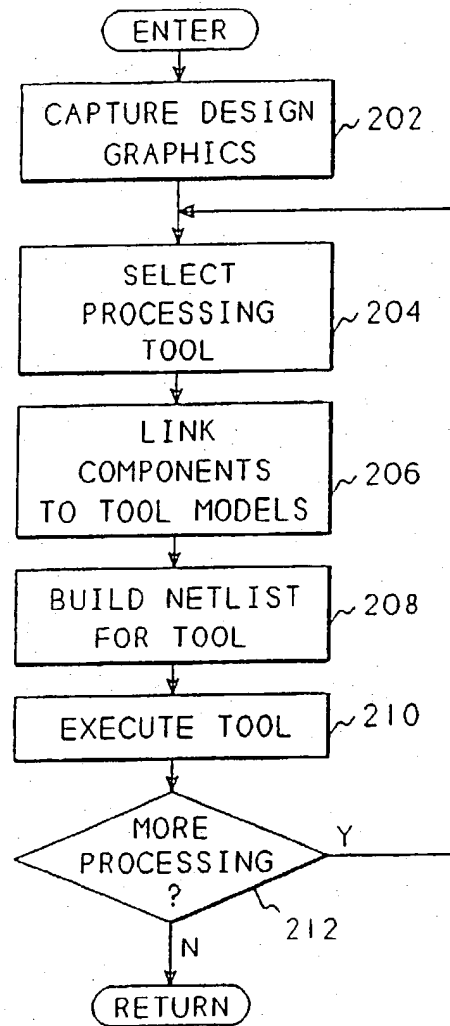 ENTER
CAPTURE DESIGN
GRAPHICS
202
SELECT
PROCESSING
TOOL
204
LINK
COMPONENTS
TO TOOL MODELS
206
BUILD NETLIST
FOR TOOL
208
EXECUTE TOOL
210
MORE
PROCESSING
?
Y
212
N
RETURN